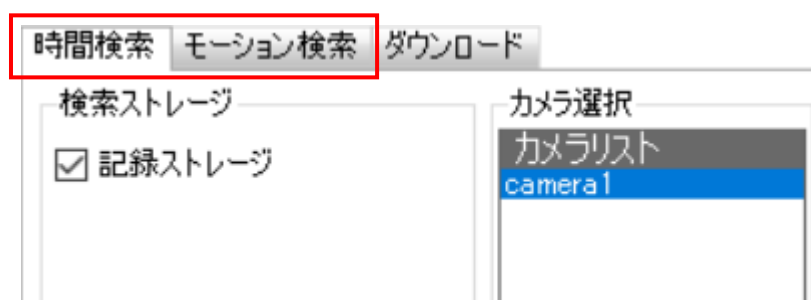 時間検索 モーション検索 ダウンロード
検索ストレージ
記録ストレージ
カメラ選択
カメラリスト
camera1